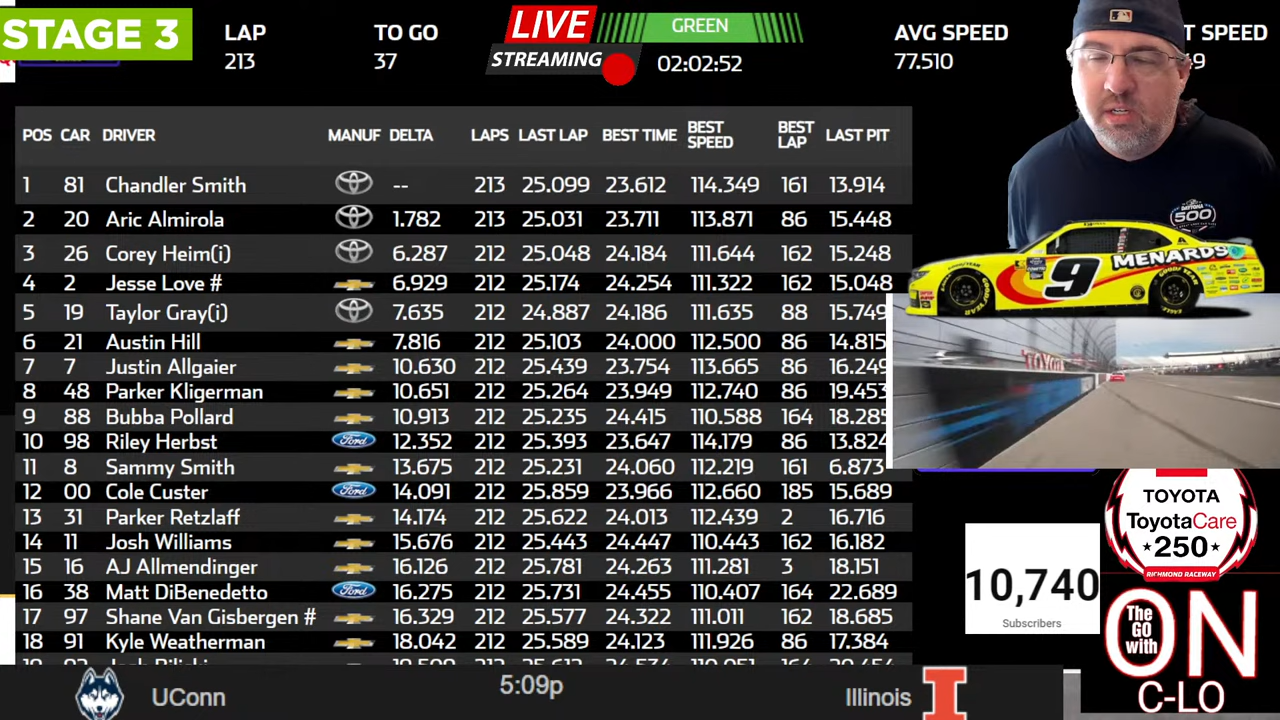 STAGE 3
LAP
213
TO GO
37
LIVE
STREAMING
GREEN
02:02:52
AVG SPEED
77.510
T SPEED
9
POS CAR DRIVER MANUF DELTA LAPS LAST LAP BEST TIME BEST SPEED BEST LAP LAST PIT
1 81 Chandler Smith -- 213 25.099 23.612 114.349 161 13.914
2 20 Aric Almirola 1.782 213 25.031 23.711 113.871 86 15.448
3 26 Corey Heim(i) 6.287 212 25.048 24.184 111.644 162 15.248
4 2 Jesse Love # 6.929 212 25.174 24.254 111.322 162 15.048
5 19 Taylor Gray(i) 7.635 212 24.887 24.186 111.635 88 15.749
6 21 Austin Hill 7.816 212 25.103 24.000 112.500 86 14.815
7 7 Justin Allgaier 10.630 212 25.439 23.754 113.665 86 16.249
8 48 Parker Kligerman 10.651 212 25.264 23.949 112.740 86 19.453
9 88 Bubba Pollard 10.913 212 25.235 24.415 110.588 164 18.285
10 98 Riley Herbst Ford 12.352 212 25.393 23.647 114.179 86 13.824
11 8 Sammy Smith 13.675 212 25.231 24.060 112.219 161 6.873
12 00 Cole Custer Ford 14.091 212 25.859 23.966 112.660 185 15.689
13 31 Parker Retzlaff 14.174 212 25.622 24.013 112.439 2 16.716
14 11 Josh Williams 15.676 212 25.443 24.447 110.443 162 16.182
15 16 AJ Allmendinger 16.126 212 25.781 24.263 111.281 3 18.151
16 38 Matt DiBenedetto Ford 16.275 212 25.731 24.455 110.407 164 22.689
17 97 Shane Van Gisbergen # 16.329 212 25.577 24.322 111.011 162 18.685
18 91 Kyle Weatherman 18.042 212 25.589 24.123 111.926 86 17.384
DAYTONA
500
9 MENARDS
TOYOTA
TOYOTA
ToyotaCare
250
RICHMOND RACEWAY
10,740
Subscribers
The GO with
ON
C-LO
UConn
5:09p
Illinois
I